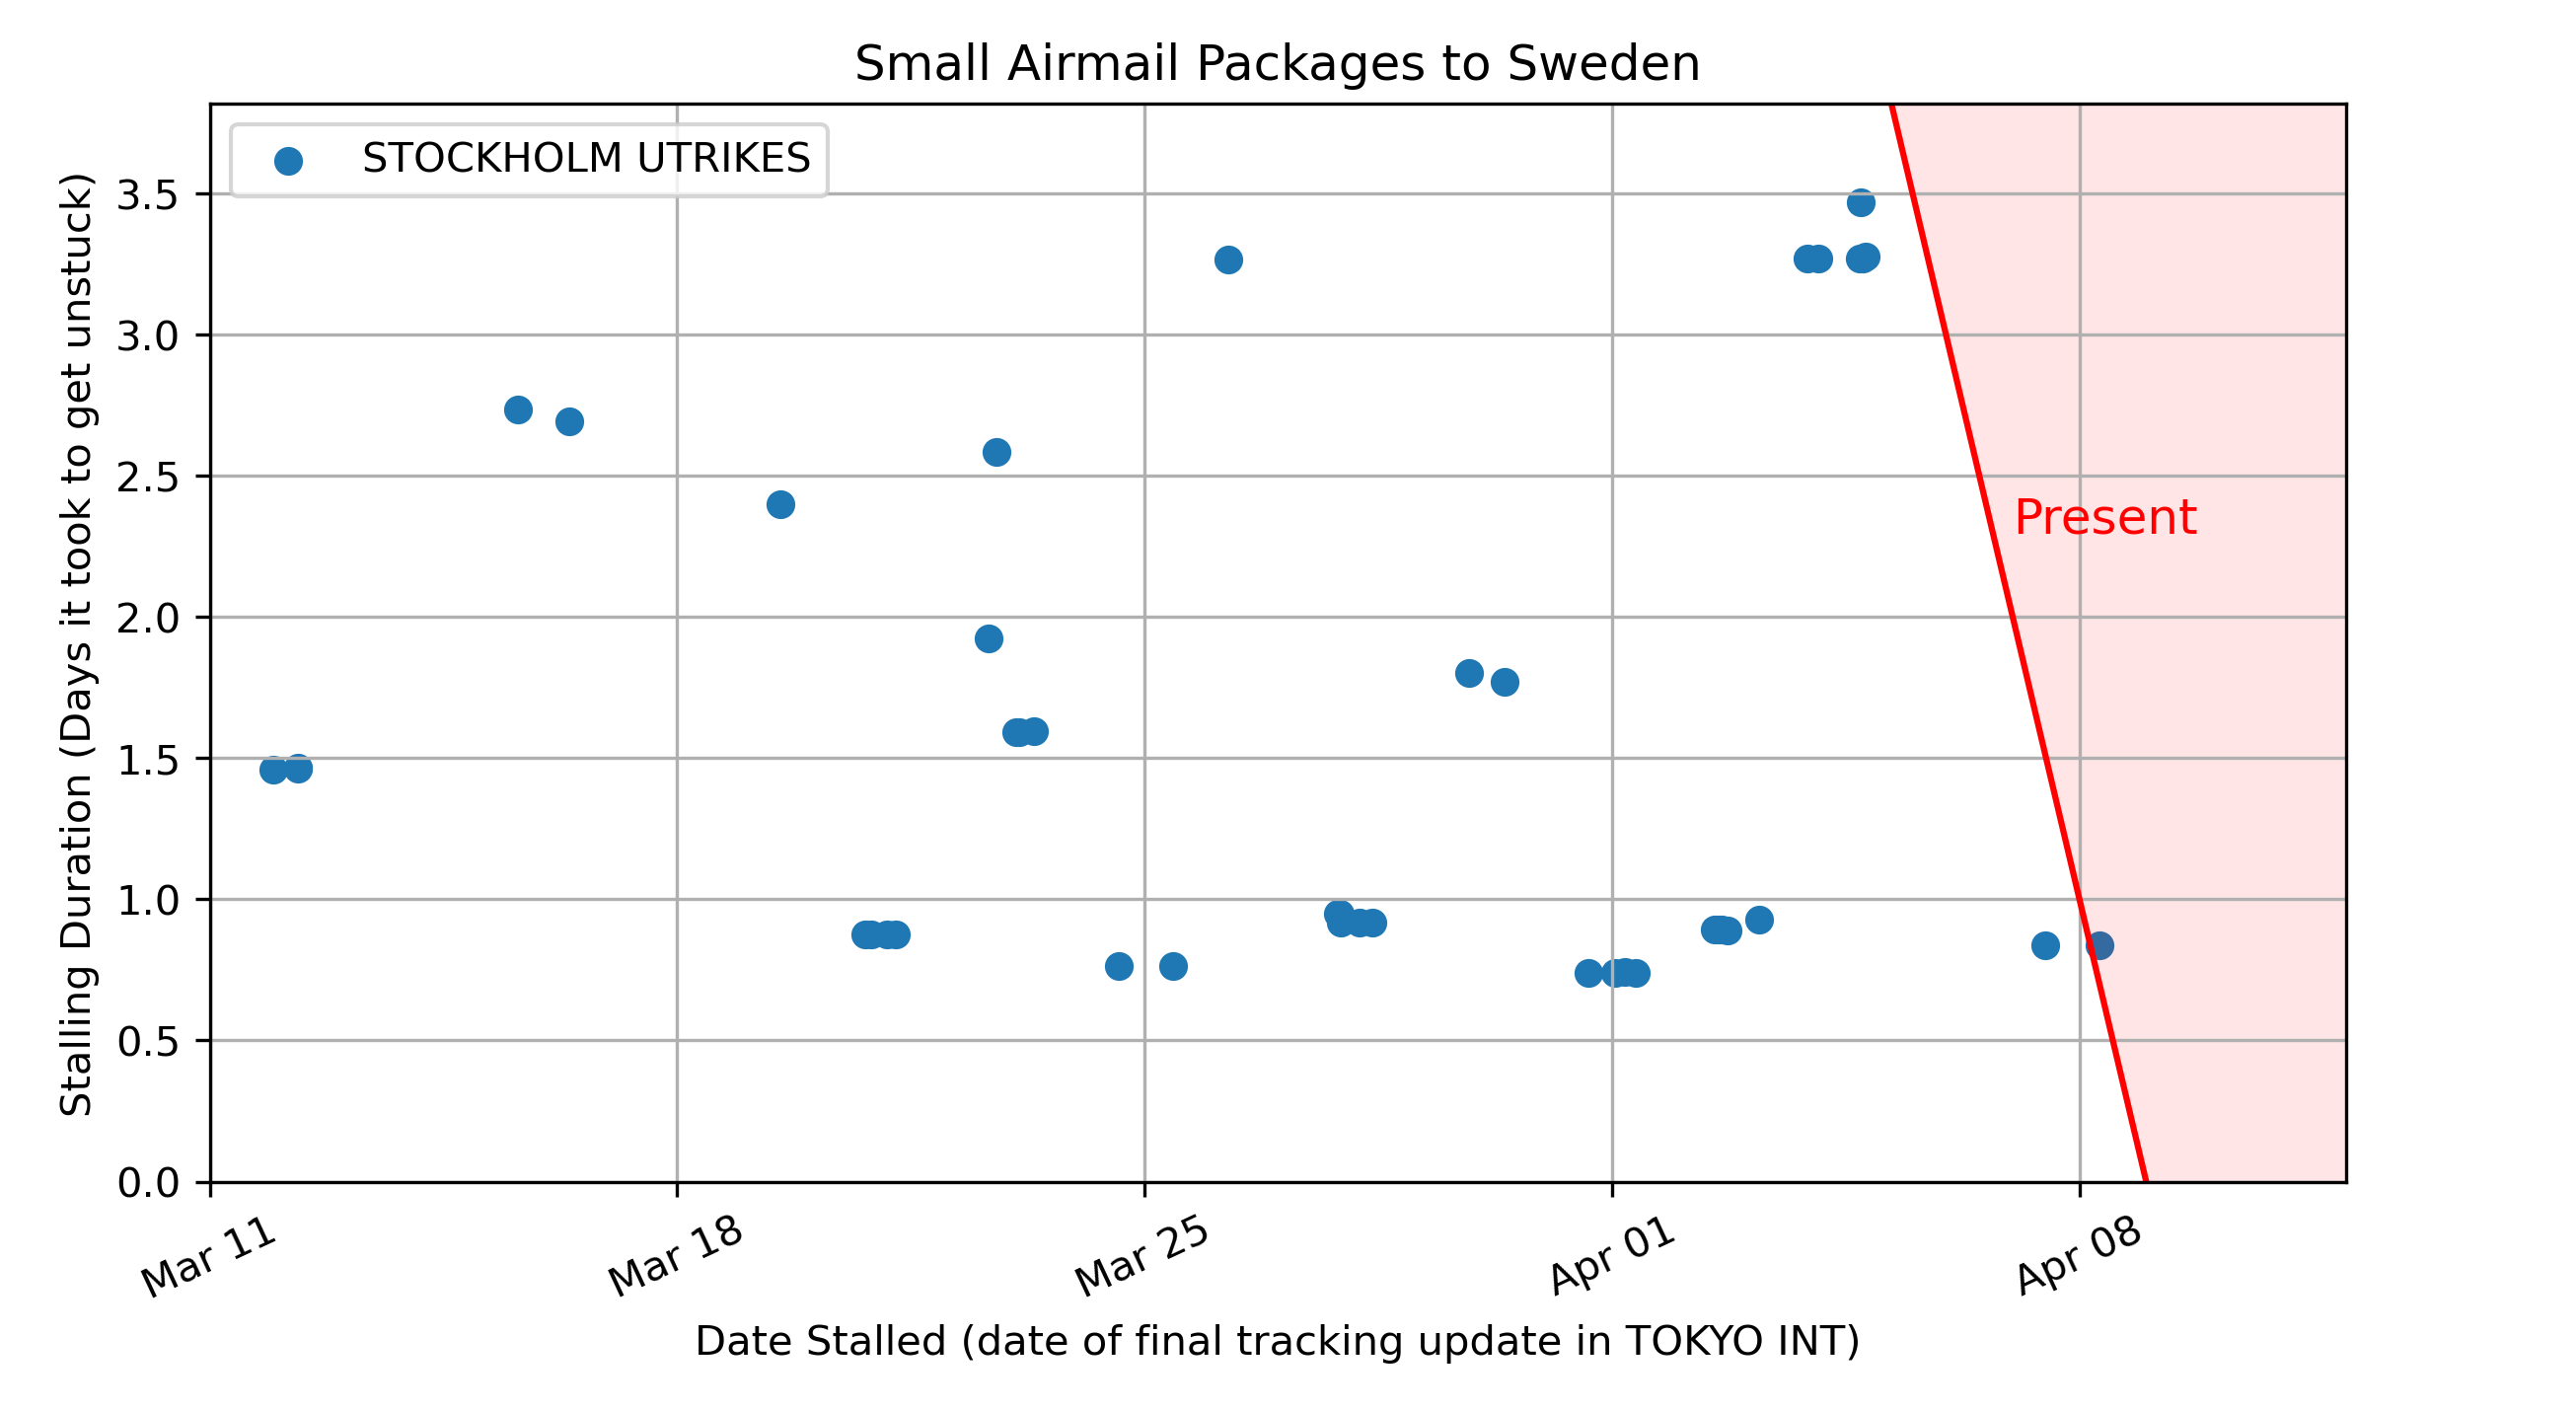 Small Airmail Packages to Sweden
STOCKHOLM UTRIKES
Stalling Duration (Days it took to get unstuck)
3.5
3.0
2.5
2.0
1.5
1.0
0.5
0.0
Present
Mar 11
Mar 18
Mar 25
Apr 01
Apr 08
Date Stalled (date of final tracking update in TOKYO INT)